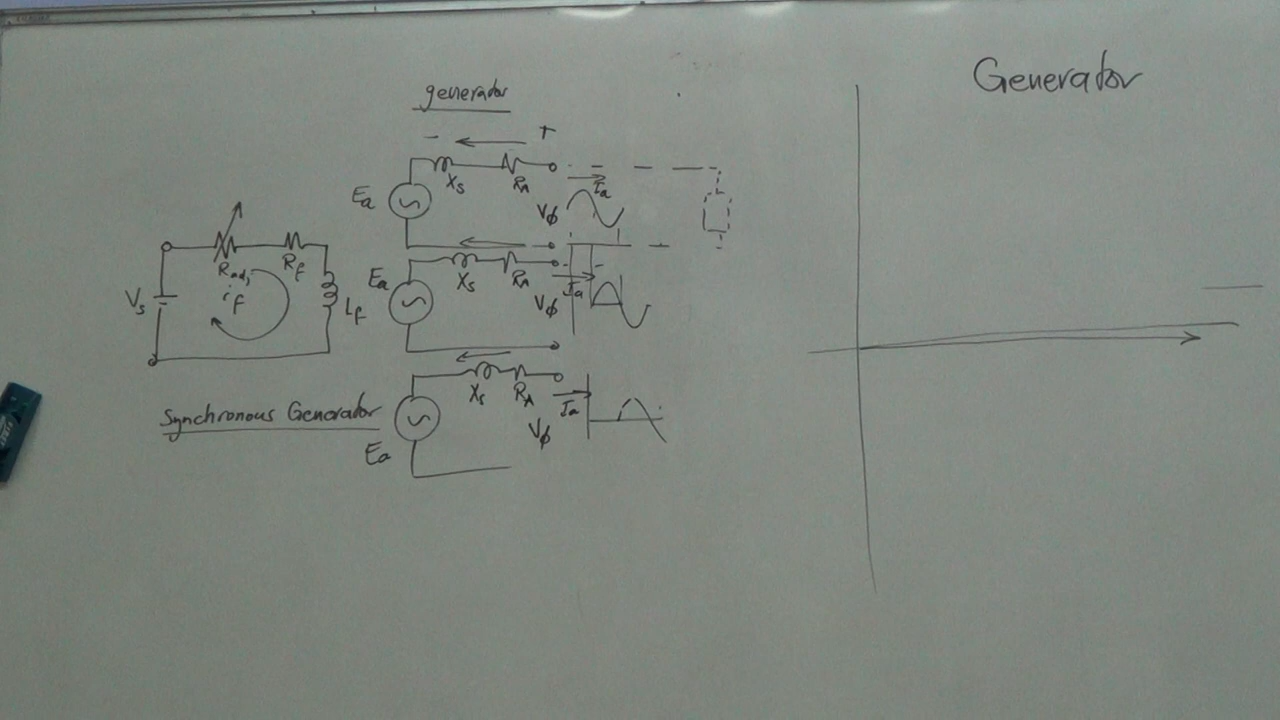 Generator
generator
- +
Xs RA Ia
Ea Vφ
Ea Xs RA Ia
Vφ
Radj Rf
Vs if Lf
Xs RA Ia
Synchronous Generator
Vφ
Ea